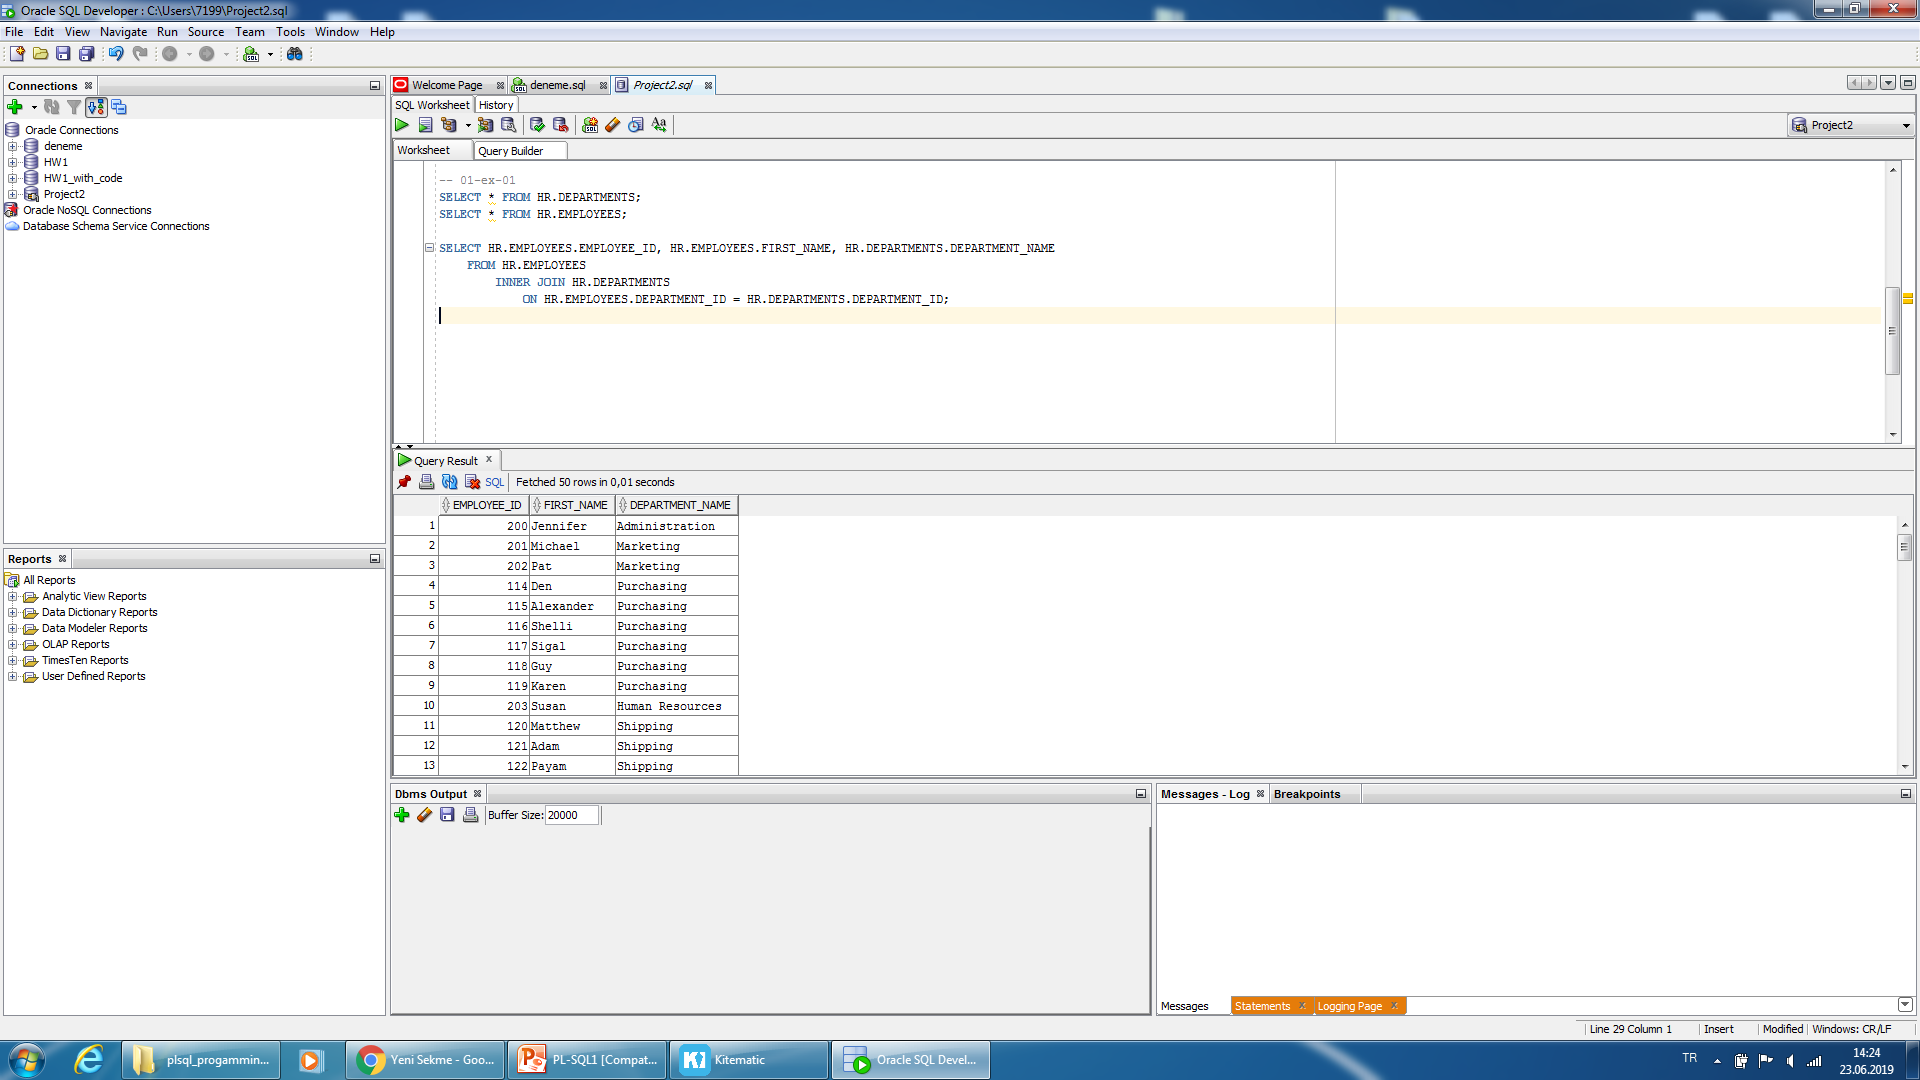 Oracle SQL Developer : C:\Users\7199\Project2.sql
File Edit View Navigate Run Source Team Tools Window Help
Connections
Oracle Connections
deneme
HW1
HW1_with_code
Project2
Oracle NoSQL Connections
Database Schema Service Connections
Reports
All Reports
Analytic View Reports
Data Dictionary Reports
Data Modeler Reports
OLAP Reports
TimesTen Reports
User Defined Reports
Welcome Page deneme.sql Project2.sql
SQL Worksheet History
Project2
Worksheet Query Builder
-- 01-ex-01
SELECT * FROM HR.DEPARTMENTS;
SELECT * FROM HR.EMPLOYEES;
SELECT HR.EMPLOYEES.EMPLOYEE_ID, HR.EMPLOYEES.FIRST_NAME, HR.DEPARTMENTS.DEPARTMENT_NAME
FROM HR.EMPLOYEES
INNER JOIN HR.DEPARTMENTS
ON HR.EMPLOYEES.DEPARTMENT_ID = HR.DEPARTMENTS.DEPARTMENT_ID;
Query Result
SQL Fetched 50 rows in 0,01 seconds
EMPLOYEE_ID FIRST_NAME DEPARTMENT_NAME
1 200 Jennifer Administration
2 201 Michael Marketing
3 202 Pat Marketing
4 114 Den Purchasing
5 115 Alexander Purchasing
6 116 Shelli Purchasing
7 117 Sigal Purchasing
8 118 Guy Purchasing
9 119 Karen Purchasing
10 203 Susan Human Resources
11 120 Matthew Shipping
12 121 Adam Shipping
13 122 Payam Shipping
Dbms Output
Buffer Size: 20000
Messages - Log Breakpoints
Messages Statements Logging Page
Line 29 Column 1 Insert Modified Windows: CR/LF
plsql_progammin... Yeni Sekme - Goo... PL-SQL1 [Compat... Kitematic Oracle SQL Devel...
TR
14:24
23.06.2019